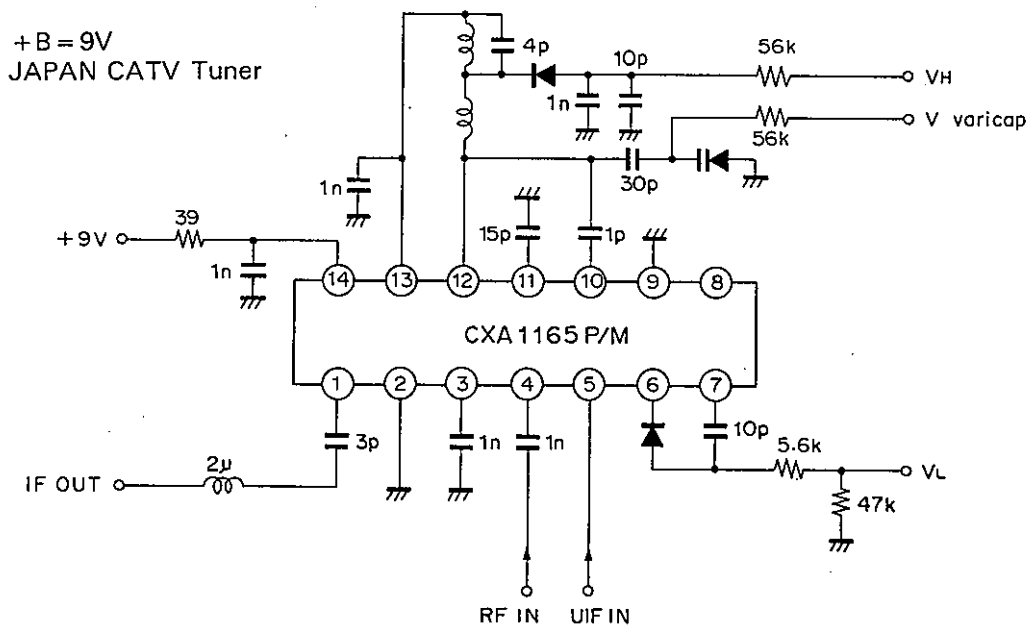 +B = 9V
JAPAN CATV Tuner
4p
10p
1n
56k
VH
56k
V varicap
30p
1n
39
+9V
1n
15p
1p
14
13
12
11
10
9
8
CXA1165P/M
1
2
3
4
5
6
7
3p
1n
1n
10p
5.6k
VL
47k
2μ
IF OUT
RF IN
UIF IN